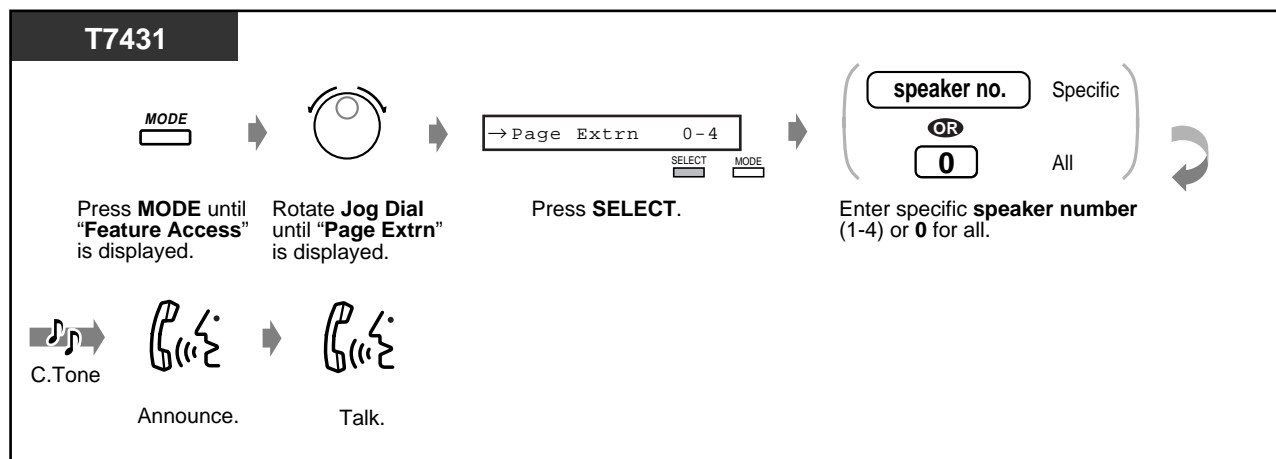 T7431
MODE
→Page Extrn 0-4
SELECT MODE
speaker no. Specific
OR
0 All
Press MODE until
“Feature Access”
is displayed.
Rotate Jog Dial
until “Page Extrn”
is displayed.
Press SELECT.
Enter specific speaker number
(1-4) or 0 for all.
C.Tone
Announce.
Talk.